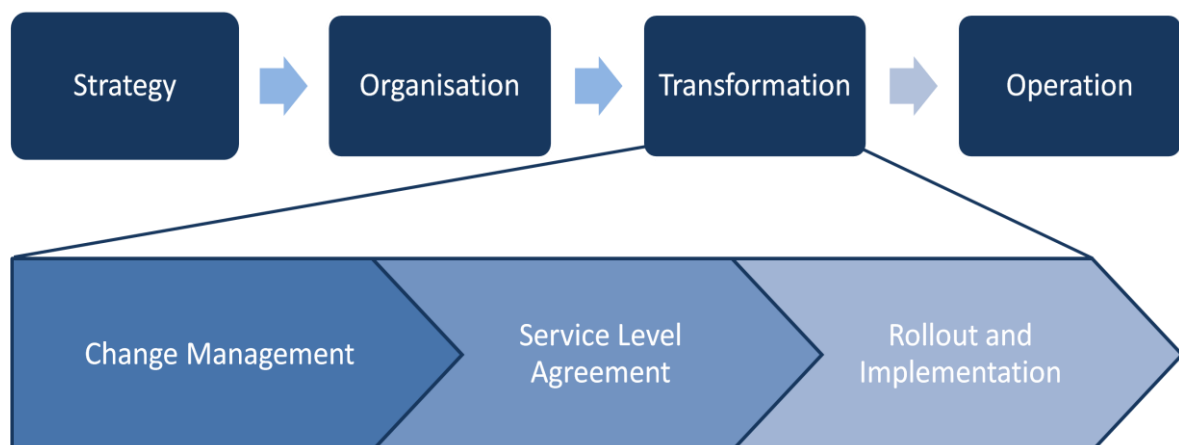 Strategy
Organisation
Transformation
Operation
Change Management
Service Level
Agreement
Rollout and
Implementation